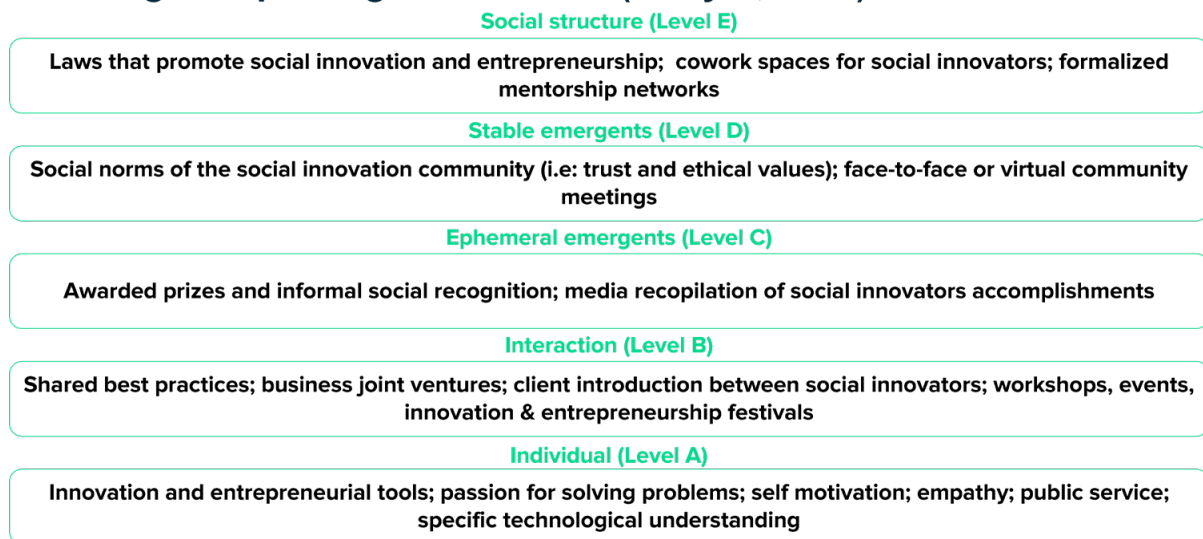 Social structure (Level E)
Laws that promote social innovation and entrepreneurship;  cowork spaces for social innovators; formalized
mentorship networks
Stable emergents (Level D)
Social norms of the social innovation community (i.e: trust and ethical values); face-to-face or virtual community
meetings
Ephemeral emergents (Level C)
Awarded prizes and informal social recognition; media recopilation of social innovators accomplishments
Interaction (Level B)
Shared best practices; business joint ventures; client introduction between social innovators; workshops, events,
innovation & entrepreneurship festivals
Individual (Level A)
Innovation and entrepreneurial tools; passion for solving problems; self motivation; empathy; public service;
specific technological understanding